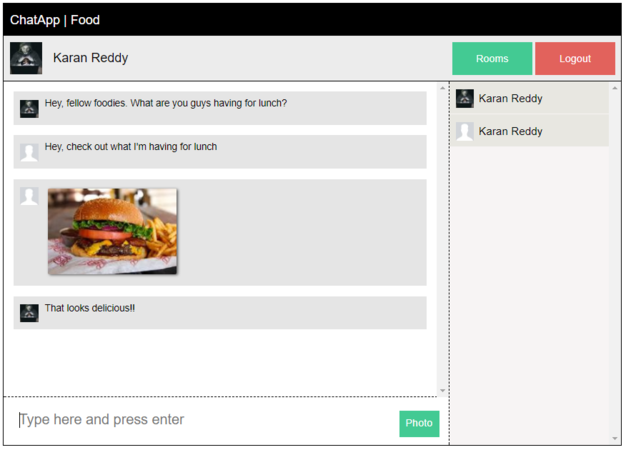 ChatApp | Food
Karan Reddy
Rooms
Logout
Hey, fellow foodies. What are you guys having for lunch?
Hey, check out what I'm having for lunch
That looks delicious!!
Type here and press enter
Photo
Karan Reddy
Karan Reddy